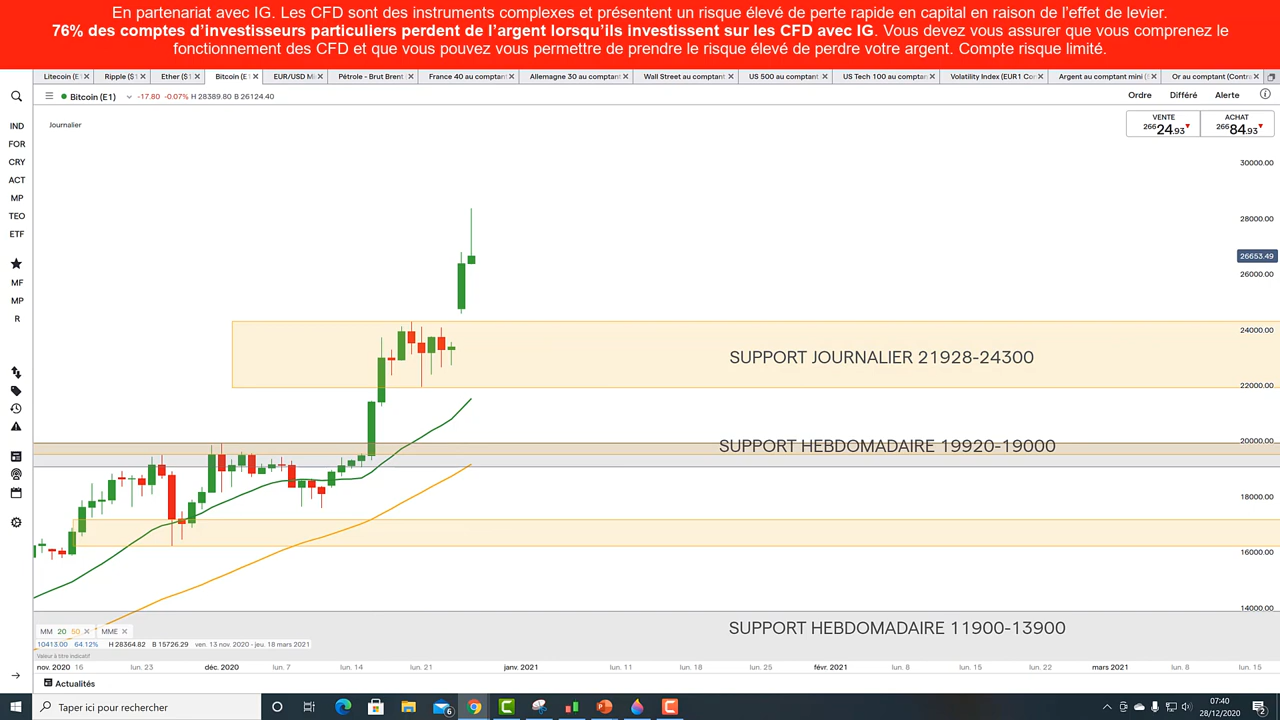 En partenariat avec IG. Les CFD sont des instruments complexes et présentent un risque élevé de perte rapide en capital en raison de l'effet de levier.
76% des comptes d'investisseurs particuliers perdent de l'argent lorsqu'ils investissent sur les CFD avec IG. Vous devez vous assurer que vous comprenez le
fonctionnement des CFD et que vous pouvez vous permettre de prendre le risque élevé de perdre votre argent. Compte risque limité.
Litecoin (E1 Ripple ($1 Ether ($1 Bitcoin (E1 EUR/USD Mi Pétrole - Brut Brent ( France 40 au comptant Allemagne 30 au comptant Wall Street au comptant US 500 au comptant US Tech 100 au comptant Volatility Index (EUR1 Co Argent au comptant mini ($ Or au comptant (Contra
Bitcoin (E1) -17.80 -0.07% H 28389.80 B 26124.40 Ordre Différé Alerte
Journalier
VENTE ACHAT
26624.93 26684.93
IND
FOR
CRY
ACT
MP
TEO
ETF
MF
MP
R
30000.00
28000.00
26653.49
26000.00
24000.00
SUPPORT JOURNALIER 21928-24300
22000.00
20000.00
SUPPORT HEBDOMADAIRE 19920-19000
18000.00
16000.00
14000.00
SUPPORT HEBDOMADAIRE 11900-13900
MM 20 50 MME
10413.00 64.12% H 28364.82 B 15726.29 ven. 13 nov. 2020 - jeu. 18 mars 2021
Valeur à titre indicatif
nov. 2020 16 lun. 23 déc. 2020 lun. 7 lun. 14 lun. 21 janv. 2021 lun. 11 lun. 18 lun. 25 févr. 2021 lun. 8 lun. 15 lun. 22 mars 2021 lun. 8 lun. 15
Actualités
Taper ici pour rechercher
6
07:40
28/12/2020
2